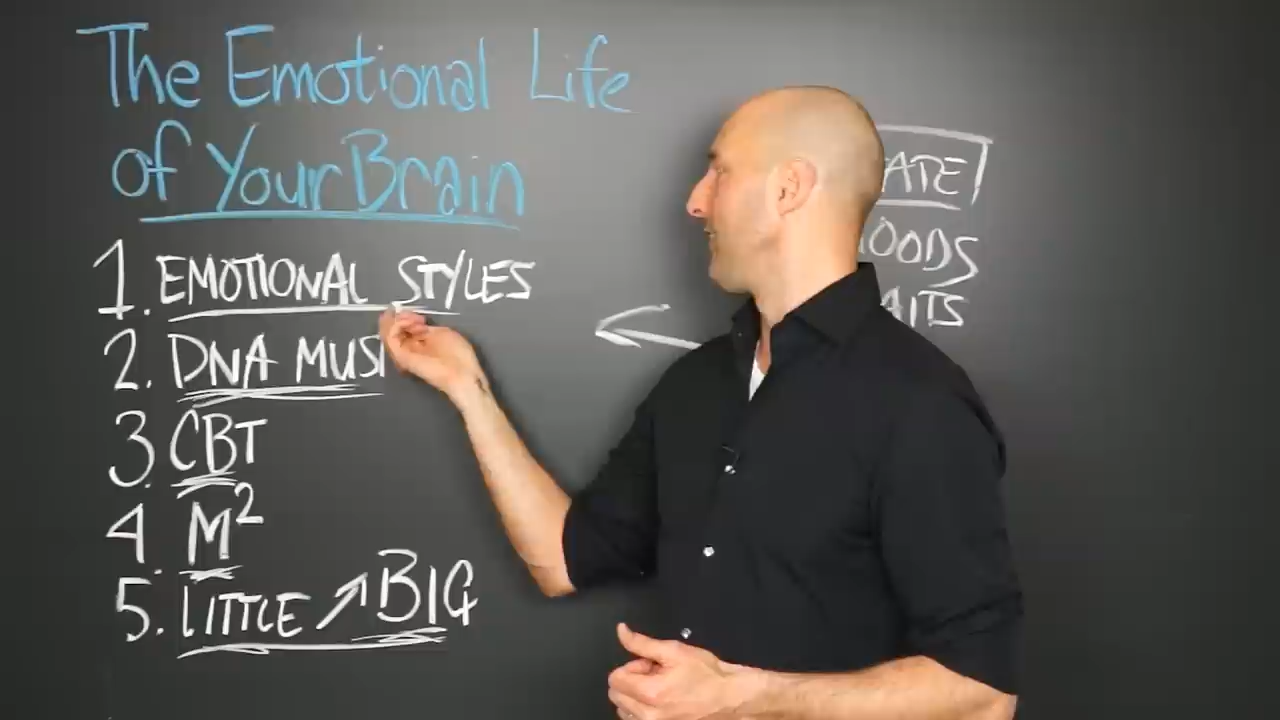 The Emotional Life
of Your Brain
1. EMOTIONAL STYLES
2. DNA MUSI
3. CBT
4. M²
5. LITTLE ↗ BIG